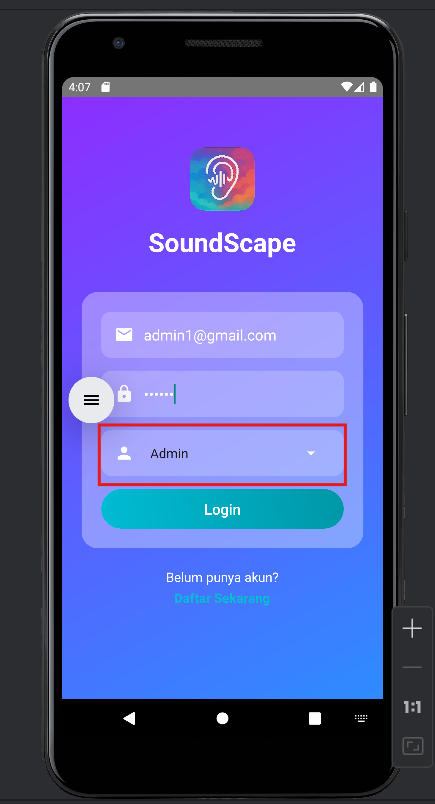 4:07
SoundScape
admin1@gmail.com
••••••
Admin
Login
Belum punya akun?
Daftar Sekarang
1:1